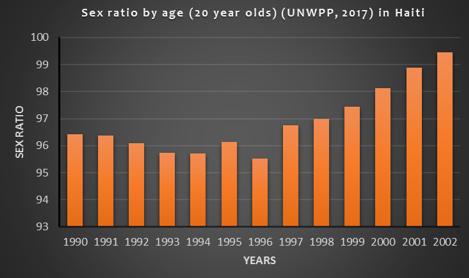 Sex ratio by age (20 year olds) (UNWPP, 2017) in Haiti
100
99
98
97
96
95
94
93
SEX RATIO
1990 1991 1992 1993 1994 1995 1996 1997 1998 1999 2000 2001 2002
YEARS